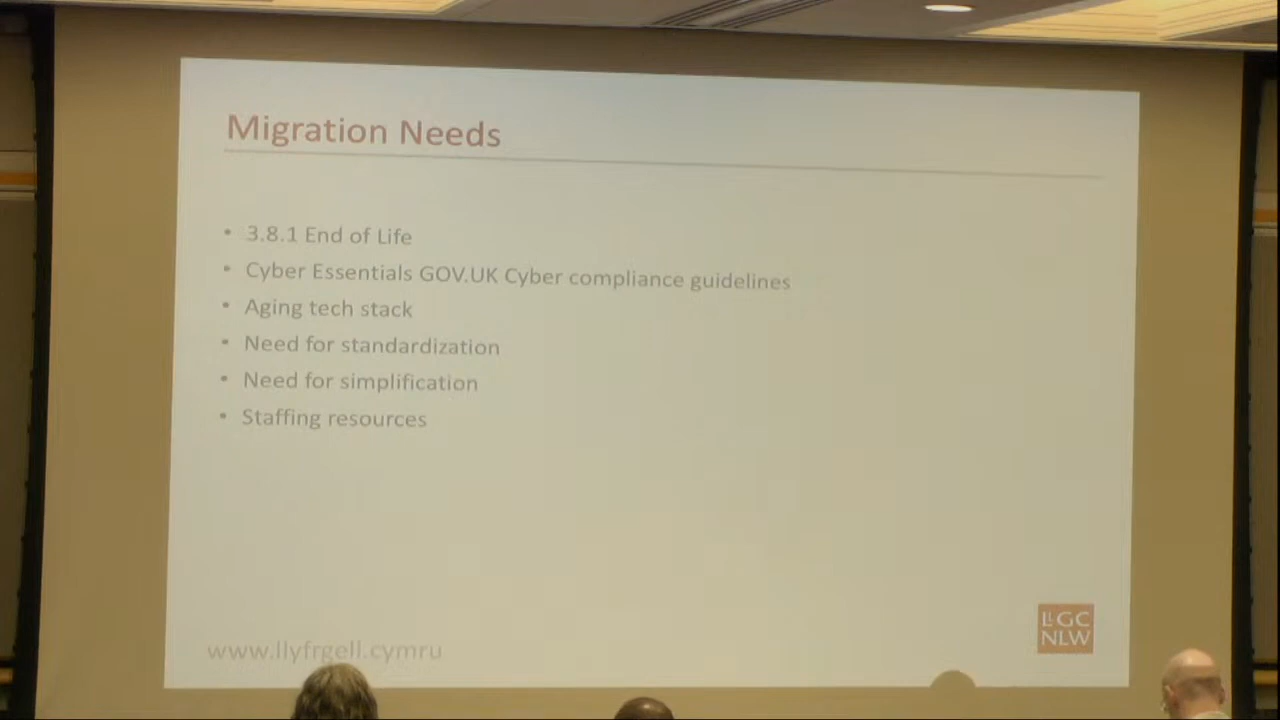 Migration Needs
• 3.8.1 End of Life
• Cyber Essentials GOV.UK Cyber compliance guidelines
• Aging tech stack
• Need for standardization
• Need for simplification
• Staffing resources
www.llyfrgell.cymru
LLGC
NLW